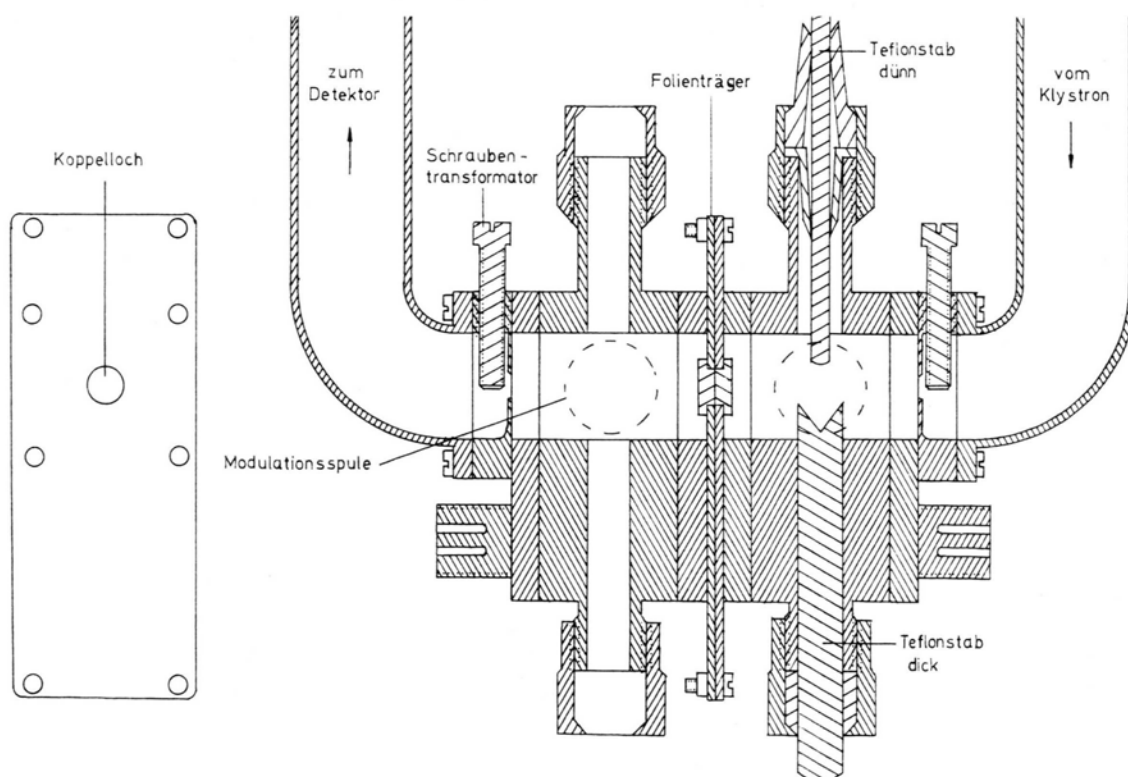 Koppelloch
zum
Detektor
Schrauben-
transformator
Folienträger
Teflonstab
dünn
vom
Klystron
Modulationsspule
Teflonstab
dick